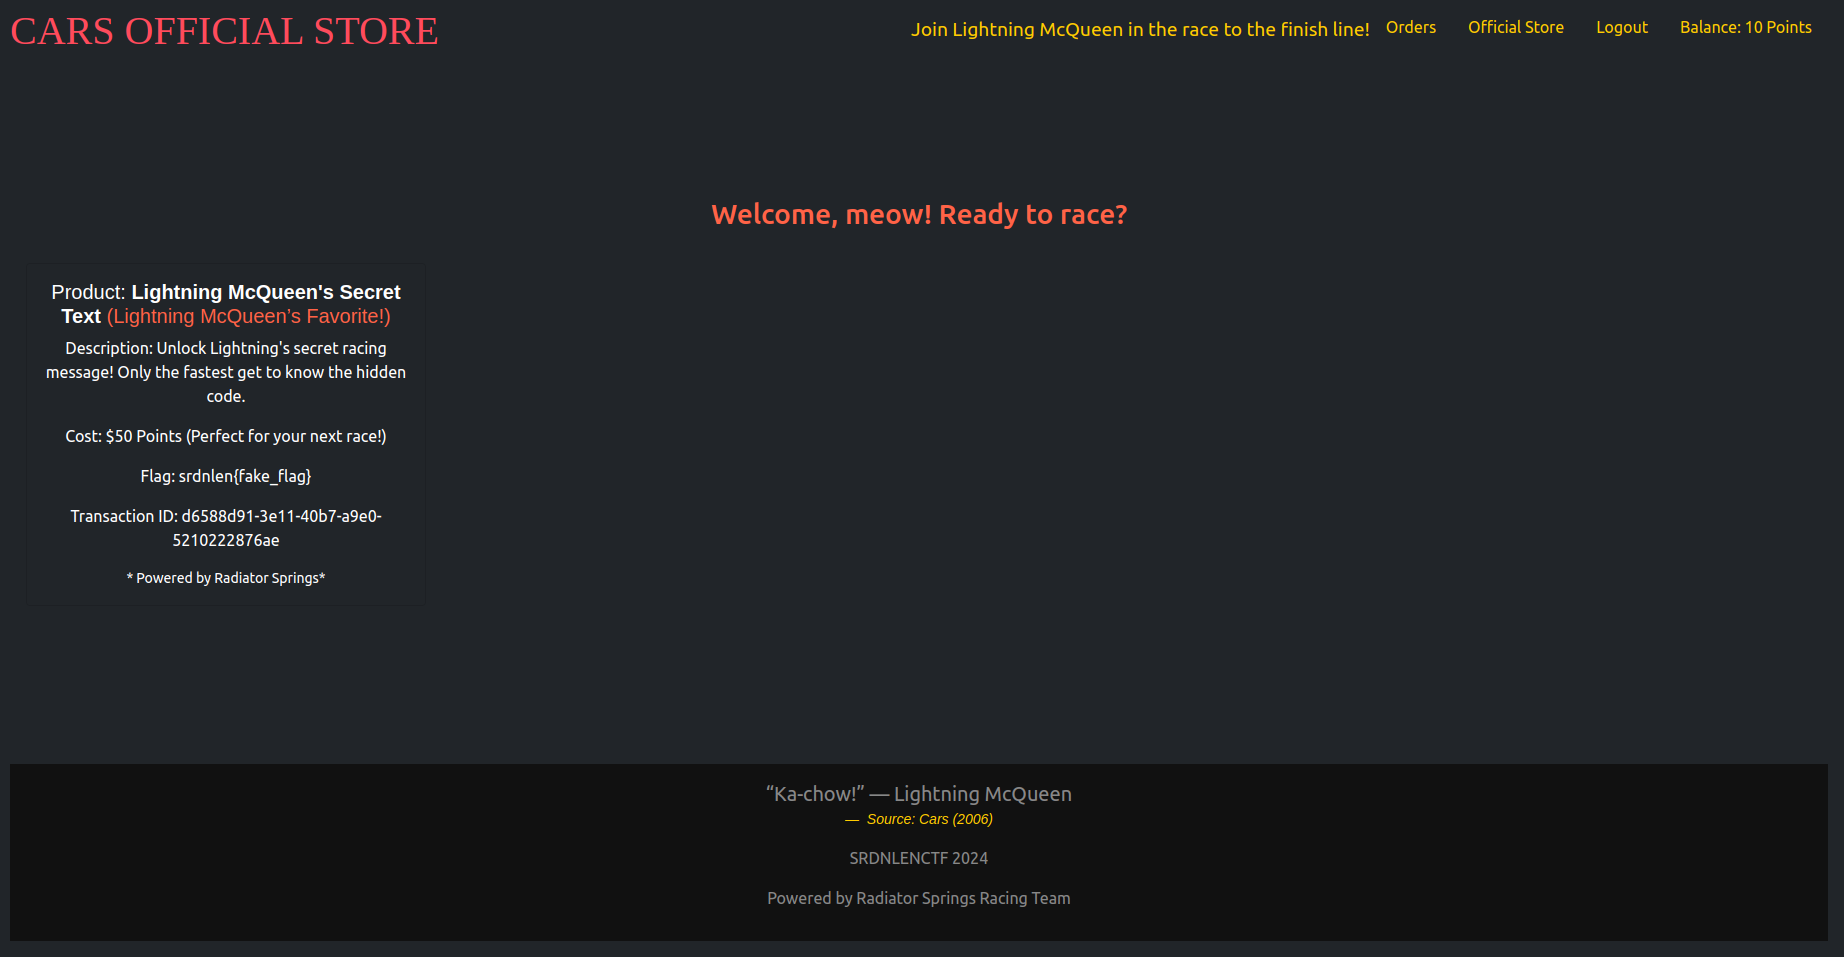 CARS OFFICIAL STORE
Join Lightning McQueen in the race to the finish line! Orders Official Store Logout Balance: 10 Points
Welcome, meow! Ready to race?
Product: Lightning McQueen's Secret
Text (Lightning McQueen’s Favorite!)
Description: Unlock Lightning's secret racing
message! Only the fastest get to know the hidden
code.
Cost: $50 Points (Perfect for your next race!)
Flag: srdnlen{fake_flag}
Transaction ID: d6588d91-3e11-40b7-a9e0-
5210222876ae
* Powered by Radiator Springs*
“Ka-chow!” — Lightning McQueen
— Source: Cars (2006)
SRDNLENCTF 2024
Powered by Radiator Springs Racing Team